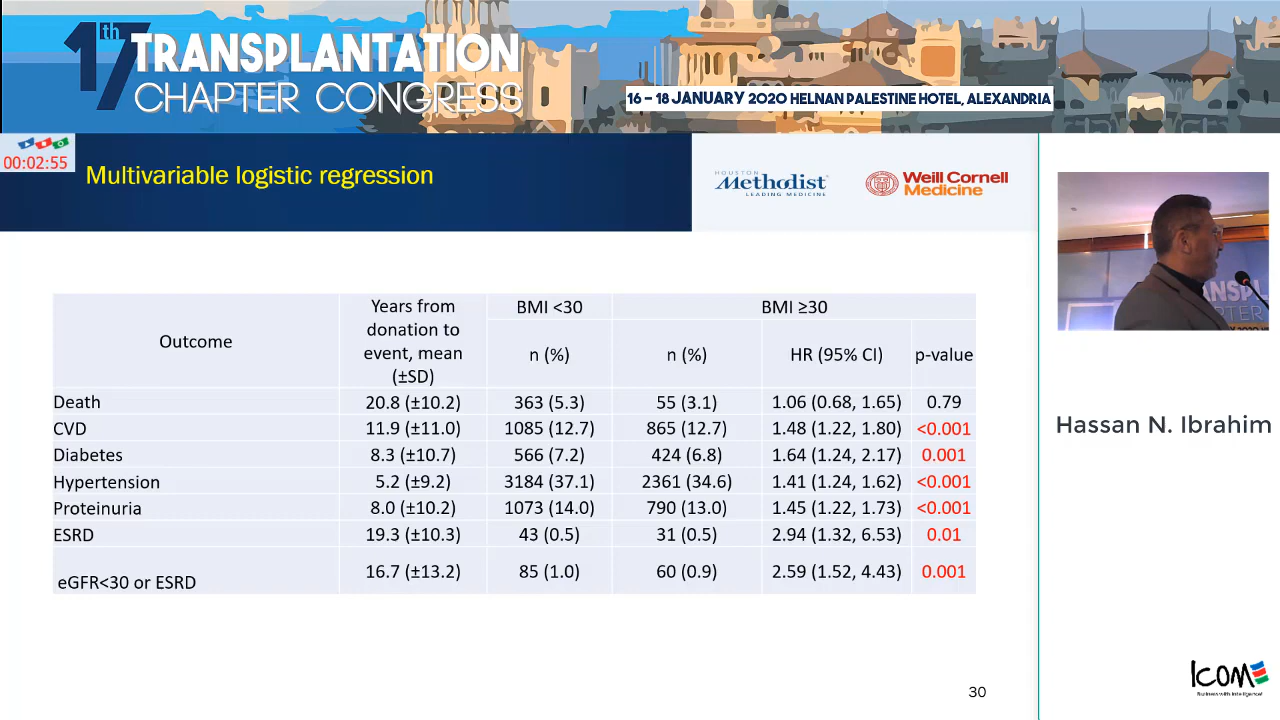 17th TRANSPLANTATION
CHAPTER CONGRESS
16 – 18 JANUARY 2020 HELNAN PALESTINE HOTEL, ALEXANDRIA
00:02:55
Multivariable logistic regression
HOUSTON
Methodist
LEADING MEDICINE
Weill Cornell
Medicine
Outcome
Years from donation to event, mean (±SD)
BMI <30
BMI ≥30
n (%)
n (%)
HR (95% CI)
p-value
Death 20.8 (±10.2) 363 (5.3) 55 (3.1) 1.06 (0.68, 1.65) 0.79
CVD 11.9 (±11.0) 1085 (12.7) 865 (12.7) 1.48 (1.22, 1.80) <0.001
Diabetes 8.3 (±10.7) 566 (7.2) 424 (6.8) 1.64 (1.24, 2.17) 0.001
Hypertension 5.2 (±9.2) 3184 (37.1) 2361 (34.6) 1.41 (1.24, 1.62) <0.001
Proteinuria 8.0 (±10.2) 1073 (14.0) 790 (13.0) 1.45 (1.22, 1.73) <0.001
ESRD 19.3 (±10.3) 43 (0.5) 31 (0.5) 2.94 (1.32, 6.53) 0.01
eGFR<30 or ESRD 16.7 (±13.2) 85 (1.0) 60 (0.9) 2.59 (1.52, 4.43) 0.001
30
Hassan N. Ibrahim
ICOM
Business with Intelligence!